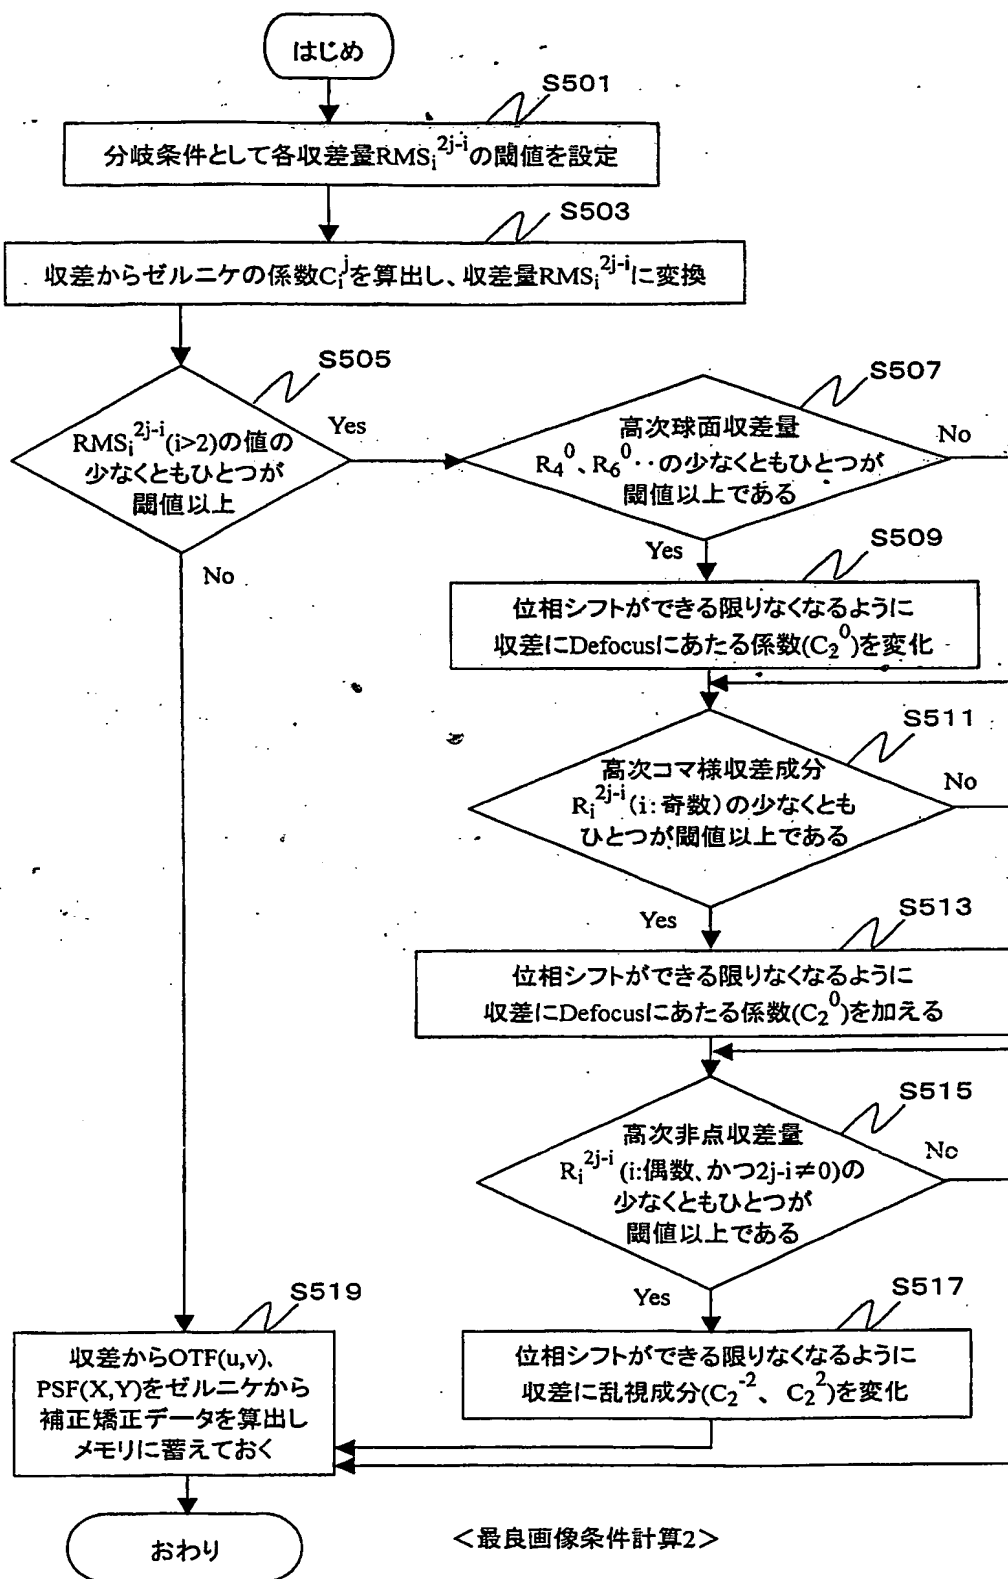 はじめ
S501
分岐条件として各収差量RMSi^2j-iの閾値を設定
S503
収差からゼルニケの係数Ci^jを算出し、収差量RMSi^2j-iに変換
S505
RMSi^2j-i(i>2)の値の
少なくともひとつが
閾値以上
Yes
No
S507
高次球面収差量
R4^0、R6^0‥の少なくともひとつが
閾値以上である
No
Yes
S509
位相シフトができる限りなくなるように
収差にDefocusにあたる係数(C2^0)を変化
S511
高次コマ様収差成分
Ri^2j-i(i:奇数)の少なくとも
ひとつが閾値以上である
No
Yes
S513
位相シフトができる限りなくなるように
収差にDefocusにあたる係数(C2^0)を加える
S515
高次非点収差量
Ri^2j-i(i:偶数、かつ2j-i≠0)の
少なくともひとつが
閾値以上である
No
Yes
S517
位相シフトができる限りなくなるように
収差に乱視成分(C2^-2、C2^2)を変化
S519
収差からOTF(u,v)、
PSF(X,Y)をゼルニケから
補正矯正データを算出し
メモリに蓄えておく
おわり
＜最良画像条件計算2＞